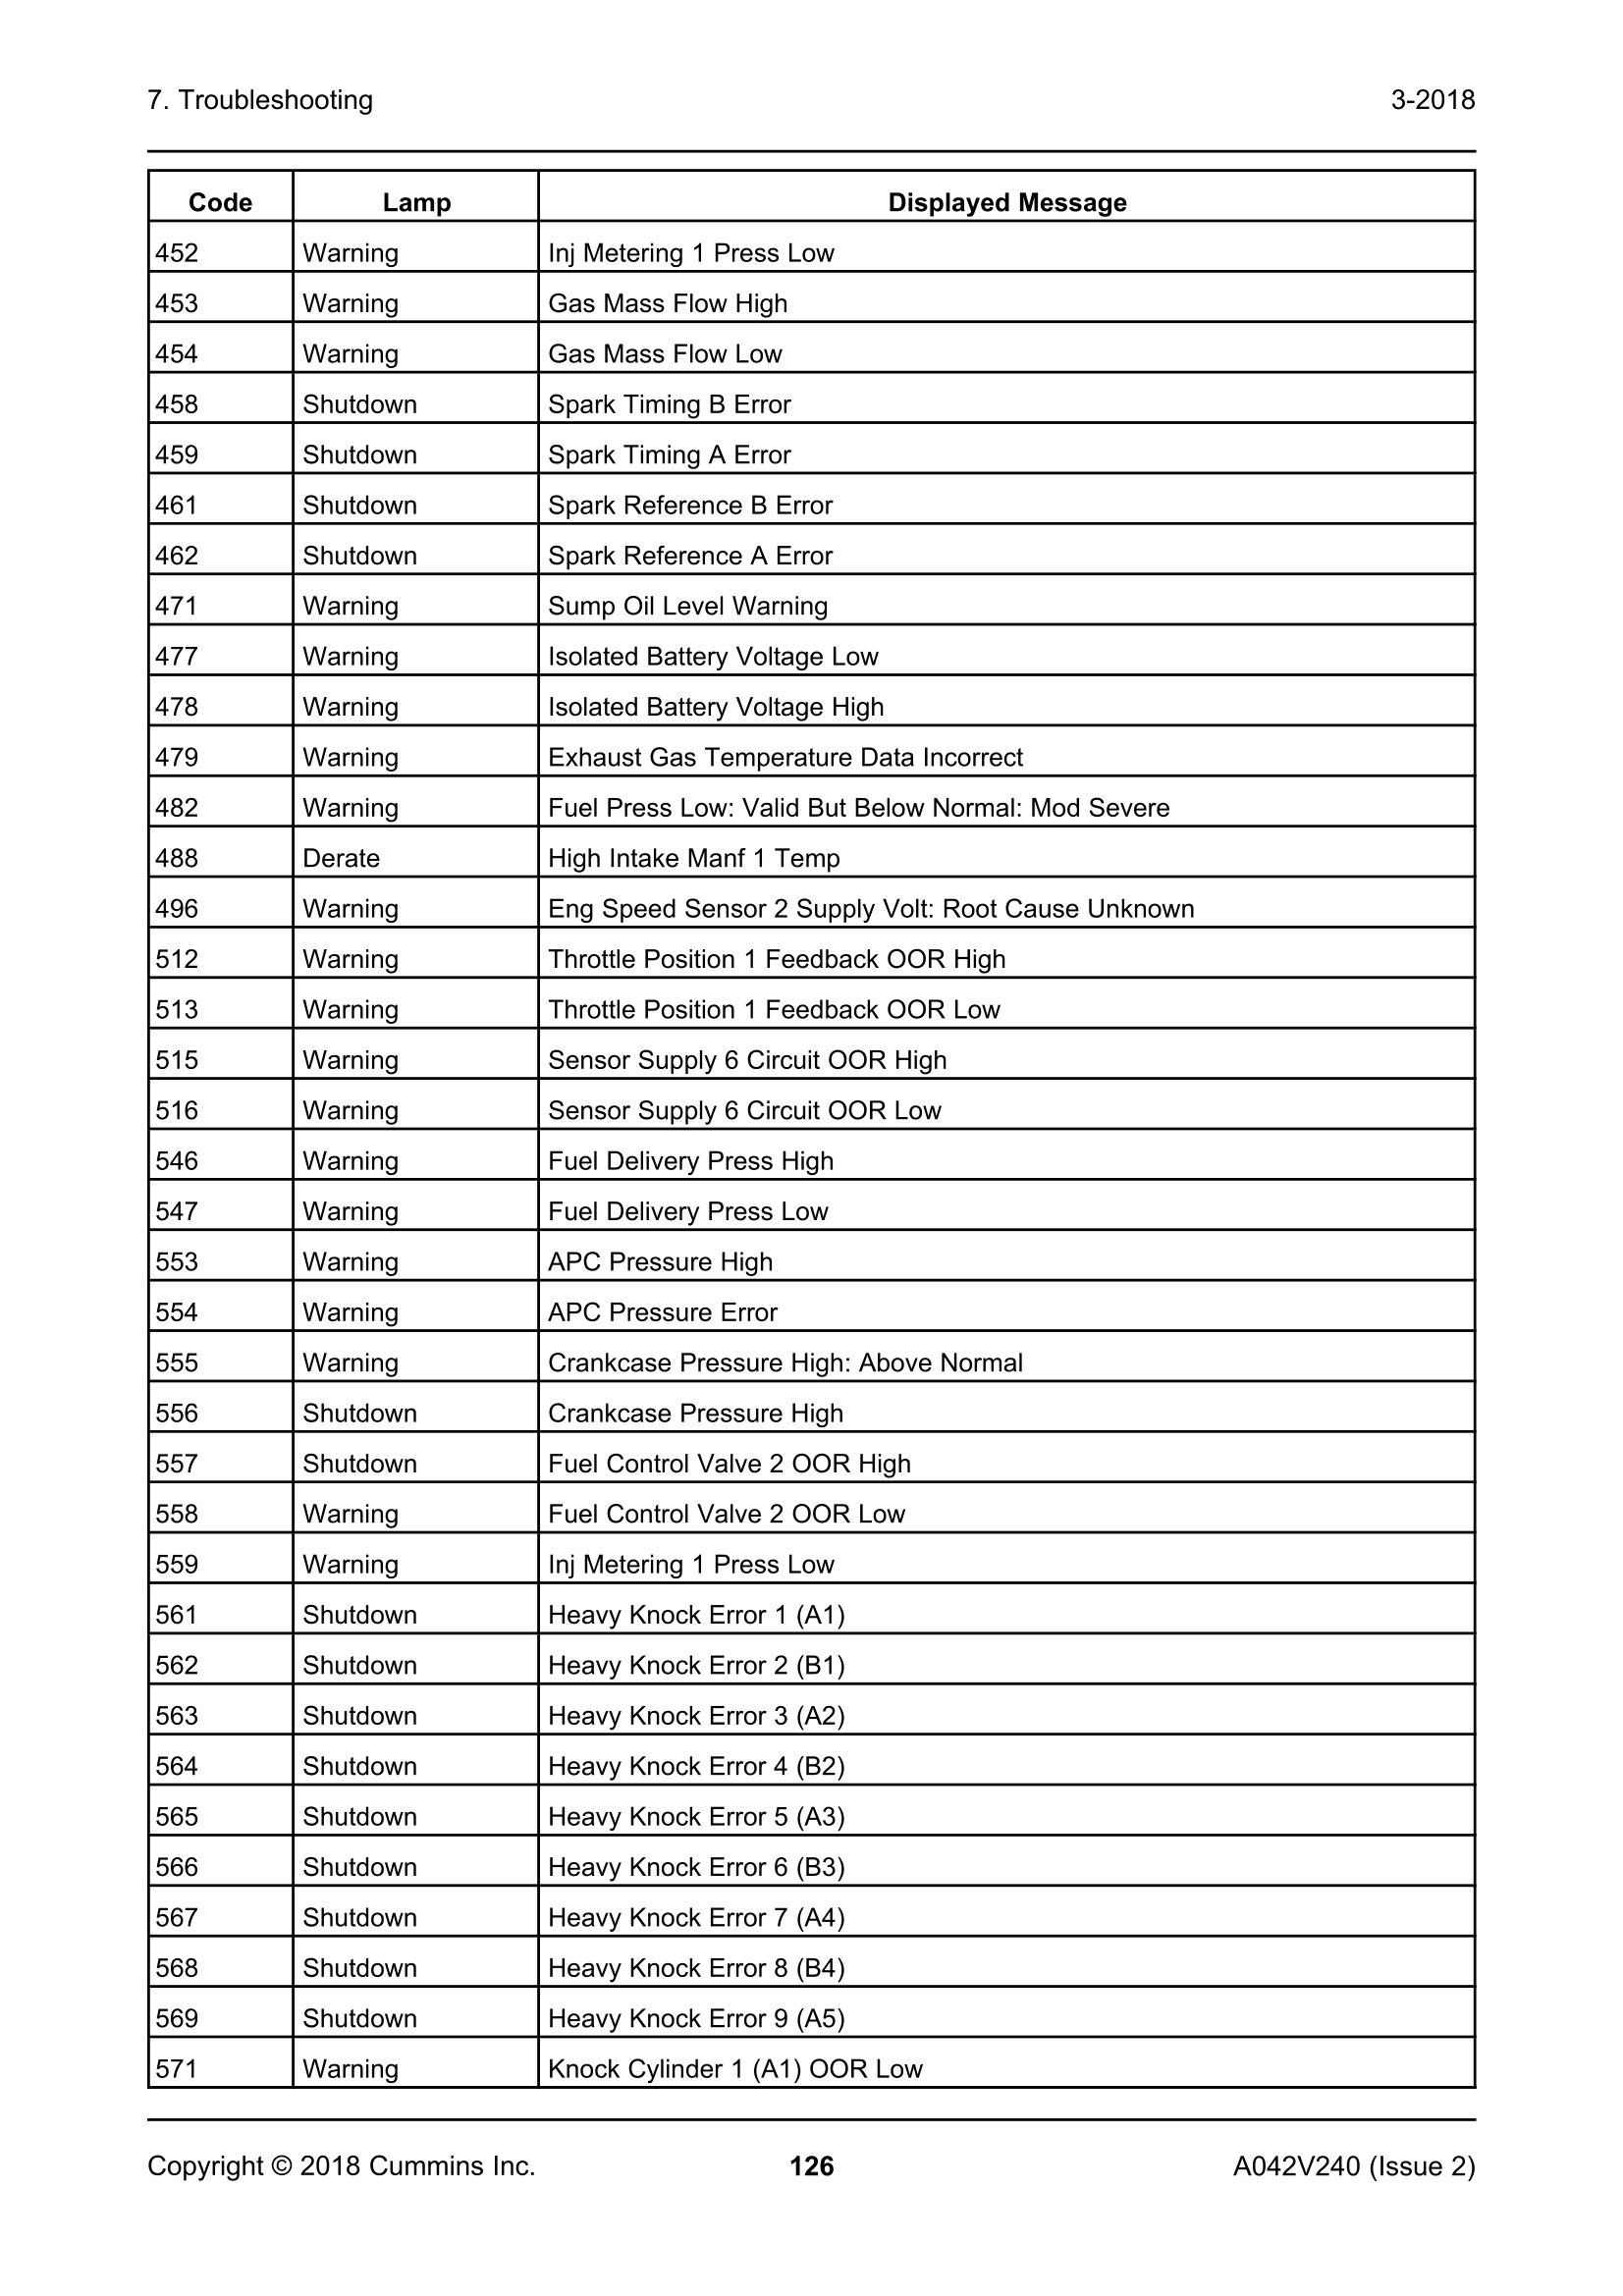 7. Troubleshooting 3-2018
Code Lamp Displayed Message
452 Warning Inj Metering 1 Press Low
453 Warning Gas Mass Flow High
454 Warning Gas Mass Flow Low
458 Shutdown Spark Timing B Error
459 Shutdown Spark Timing A Error
461 Shutdown Spark Reference B Error
462 Shutdown Spark Reference A Error
471 Warning Sump Oil Level Warning
477 Warning Isolated Battery Voltage Low
478 Warning Isolated Battery Voltage High
479 Warning Exhaust Gas Temperature Data Incorrect
482 Warning Fuel Press Low: Valid But Below Normal: Mod Severe
488 Derate High Intake Manf 1 Temp
496 Warning Eng Speed Sensor 2 Supply Volt: Root Cause Unknown
512 Warning Throttle Position 1 Feedback OOR High
513 Warning Throttle Position 1 Feedback OOR Low
515 Warning Sensor Supply 6 Circuit OOR High
516 Warning Sensor Supply 6 Circuit OOR Low
546 Warning Fuel Delivery Press High
547 Warning Fuel Delivery Press Low
553 Warning APC Pressure High
554 Warning APC Pressure Error
555 Warning Crankcase Pressure High: Above Normal
556 Shutdown Crankcase Pressure High
557 Shutdown Fuel Control Valve 2 OOR High
558 Warning Fuel Control Valve 2 OOR Low
559 Warning Inj Metering 1 Press Low
561 Shutdown Heavy Knock Error 1 (A1)
562 Shutdown Heavy Knock Error 2 (B1)
563 Shutdown Heavy Knock Error 3 (A2)
564 Shutdown Heavy Knock Error 4 (B2)
565 Shutdown Heavy Knock Error 5 (A3)
566 Shutdown Heavy Knock Error 6 (B3)
567 Shutdown Heavy Knock Error 7 (A4)
568 Shutdown Heavy Knock Error 8 (B4)
569 Shutdown Heavy Knock Error 9 (A5)
571 Warning Knock Cylinder 1 (A1) OOR Low
Copyright © 2018 Cummins Inc. 126 A042V240 (Issue 2)